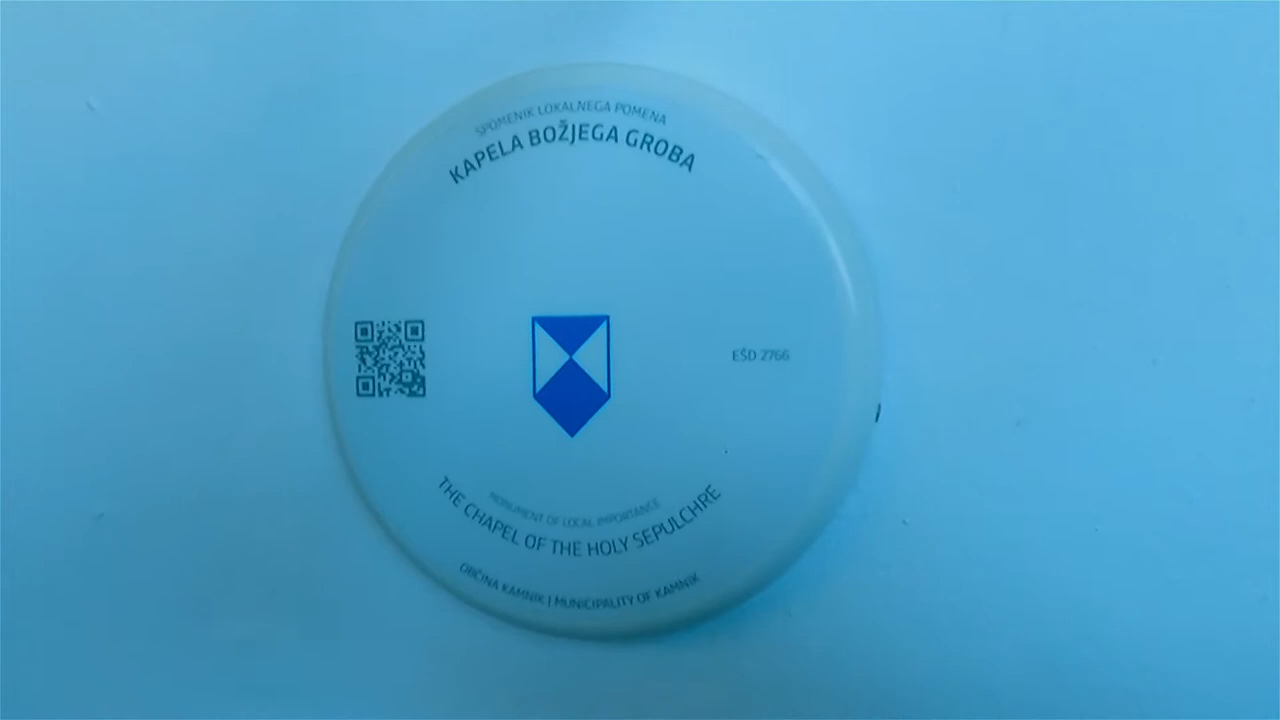 SPOMENIK LOKALNEGA POMENA
KAPELA BOŽJEGA GROBA
EŠD 2766
MONUMENT OF LOCAL IMPORTANCE
THE CHAPEL OF THE HOLY SEPULCHRE
OBČINA KAMNIK | MUNICIPALITY OF KAMNIK